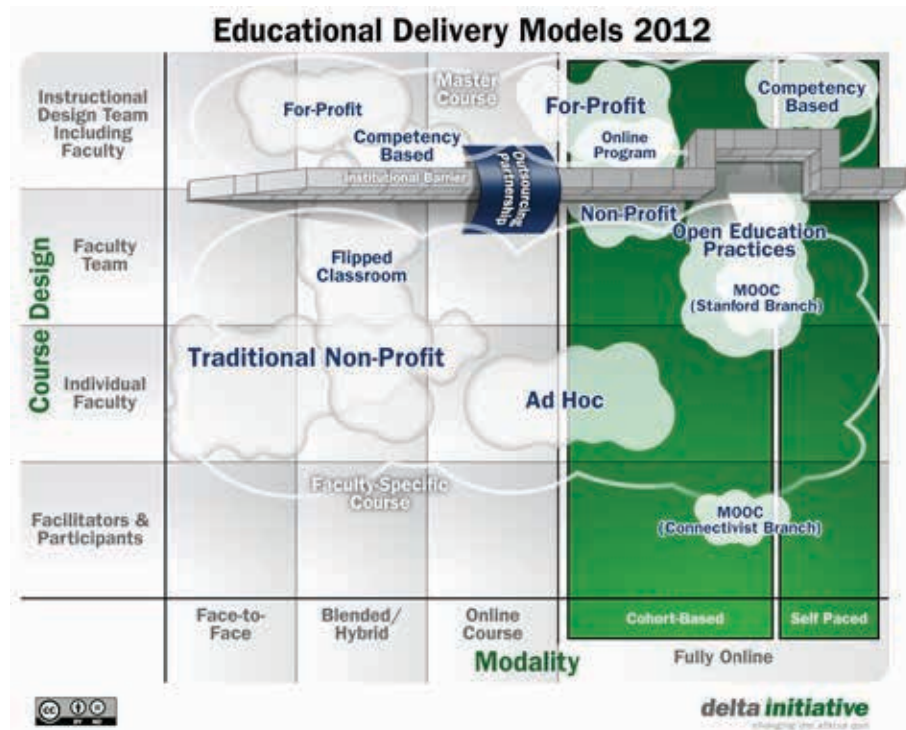 Educational Delivery Models 2012
Instructional
Design Team
Including
Faculty
For-Profit
Master
Course
For-Profit
Competency
Based
Competency
Based
Online
Program
Institutional Barrier
Outsourcing
Partnership
Course Design
Faculty
Team
Flipped
Classroom
Non-Profit
Open Education
Practices
MOOC
(Stanford Branch)
Individual
Faculty
Traditional Non-Profit
Ad Hoc
Facilitators &
Participants
Faculty-Specific
Course
MOOC
(Connectivist Branch)
Face-to-
Face
Blended/
Hybrid
Online
Course
Cohort-Based
Self Paced
Modality
Fully Online
cc
BY
delta initiative